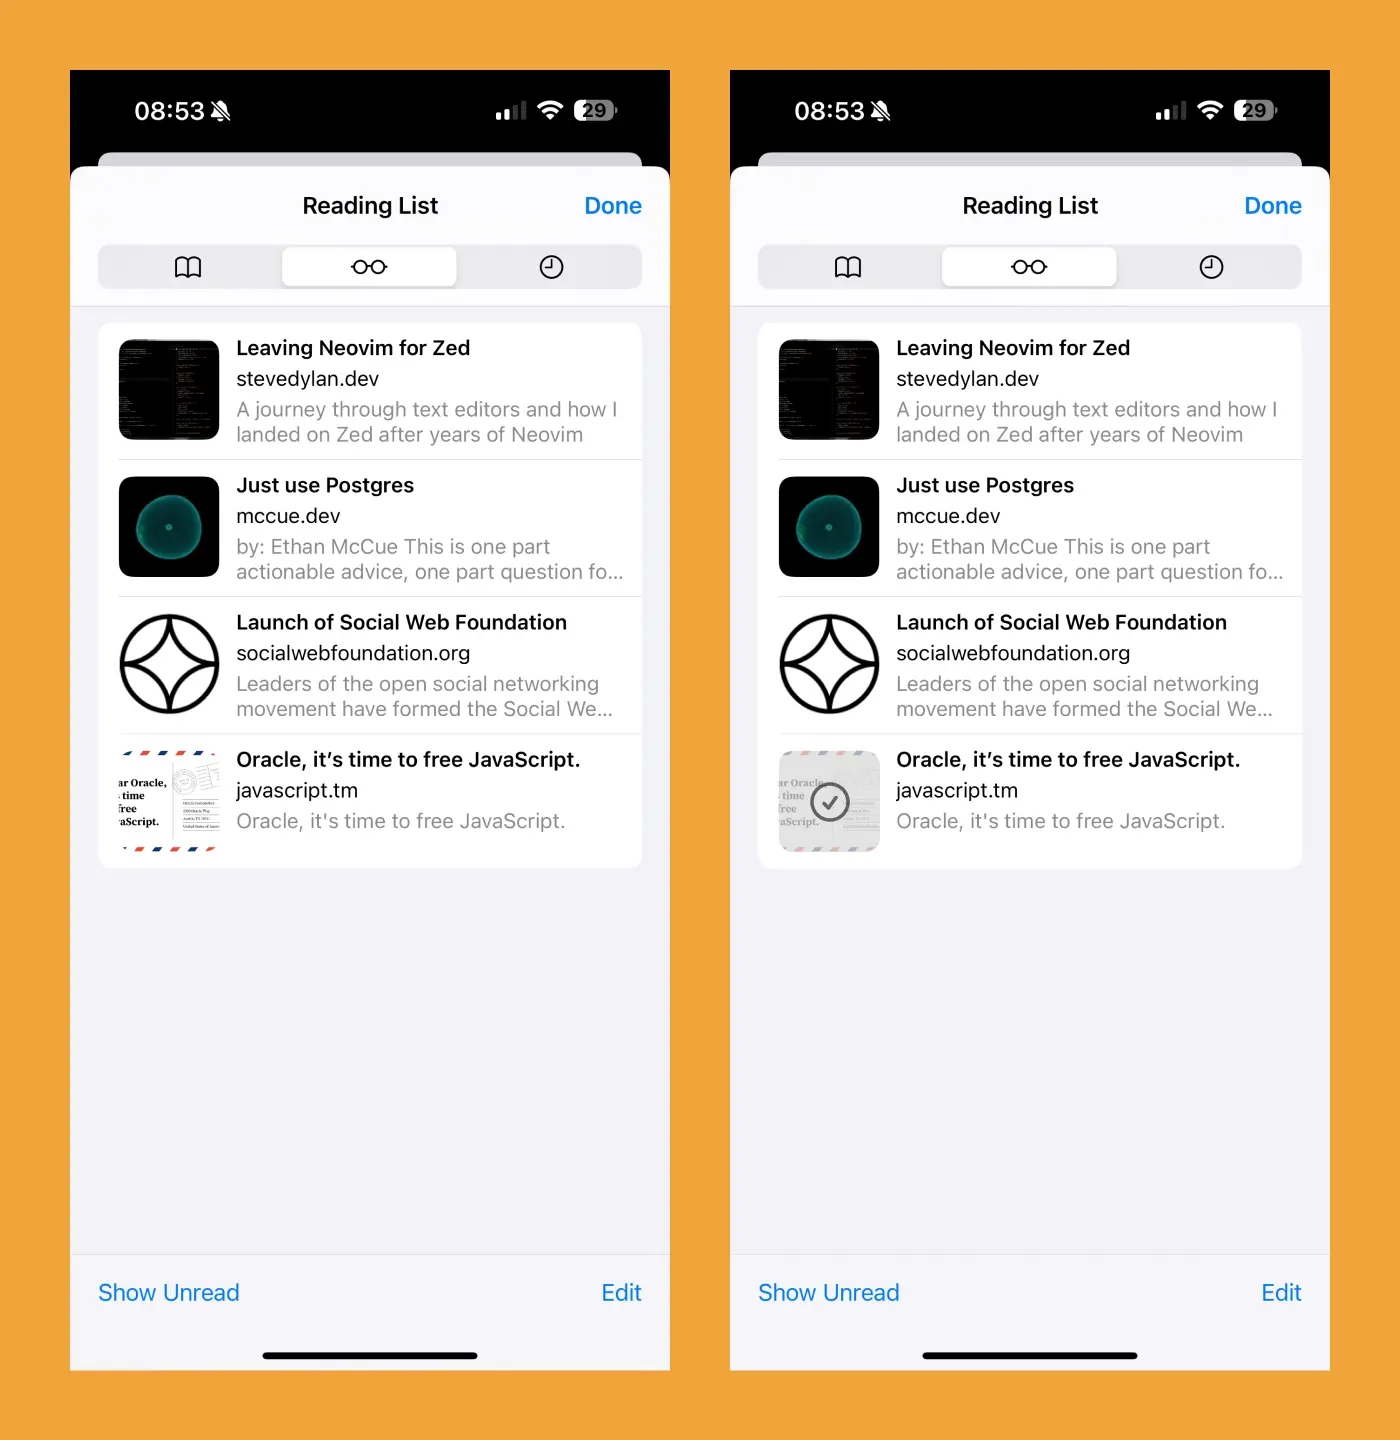 08:53
29
Reading List
Done
Leaving Neovim for Zed
stevedylan.dev
A journey through text editors and how I
landed on Zed after years of Neovim
Just use Postgres
mccue.dev
by: Ethan McCue This is one part
actionable advice, one part question fo...
Launch of Social Web Foundation
socialwebfoundation.org
Leaders of the open social networking
movement have formed the Social We...
ar Oracle,
time
free
aScript.
Oracle, it’s time to free JavaScript.
javascript.tm
Oracle, it's time to free JavaScript.
Show Unread
Edit
08:53
29
Reading List
Done
Leaving Neovim for Zed
stevedylan.dev
A journey through text editors and how I
landed on Zed after years of Neovim
Just use Postgres
mccue.dev
by: Ethan McCue This is one part
actionable advice, one part question fo...
Launch of Social Web Foundation
socialwebfoundation.org
Leaders of the open social networking
movement have formed the Social We...
ar Oracle,
time
free
aScript.
Oracle, it’s time to free JavaScript.
javascript.tm
Oracle, it's time to free JavaScript.
Show Unread
Edit